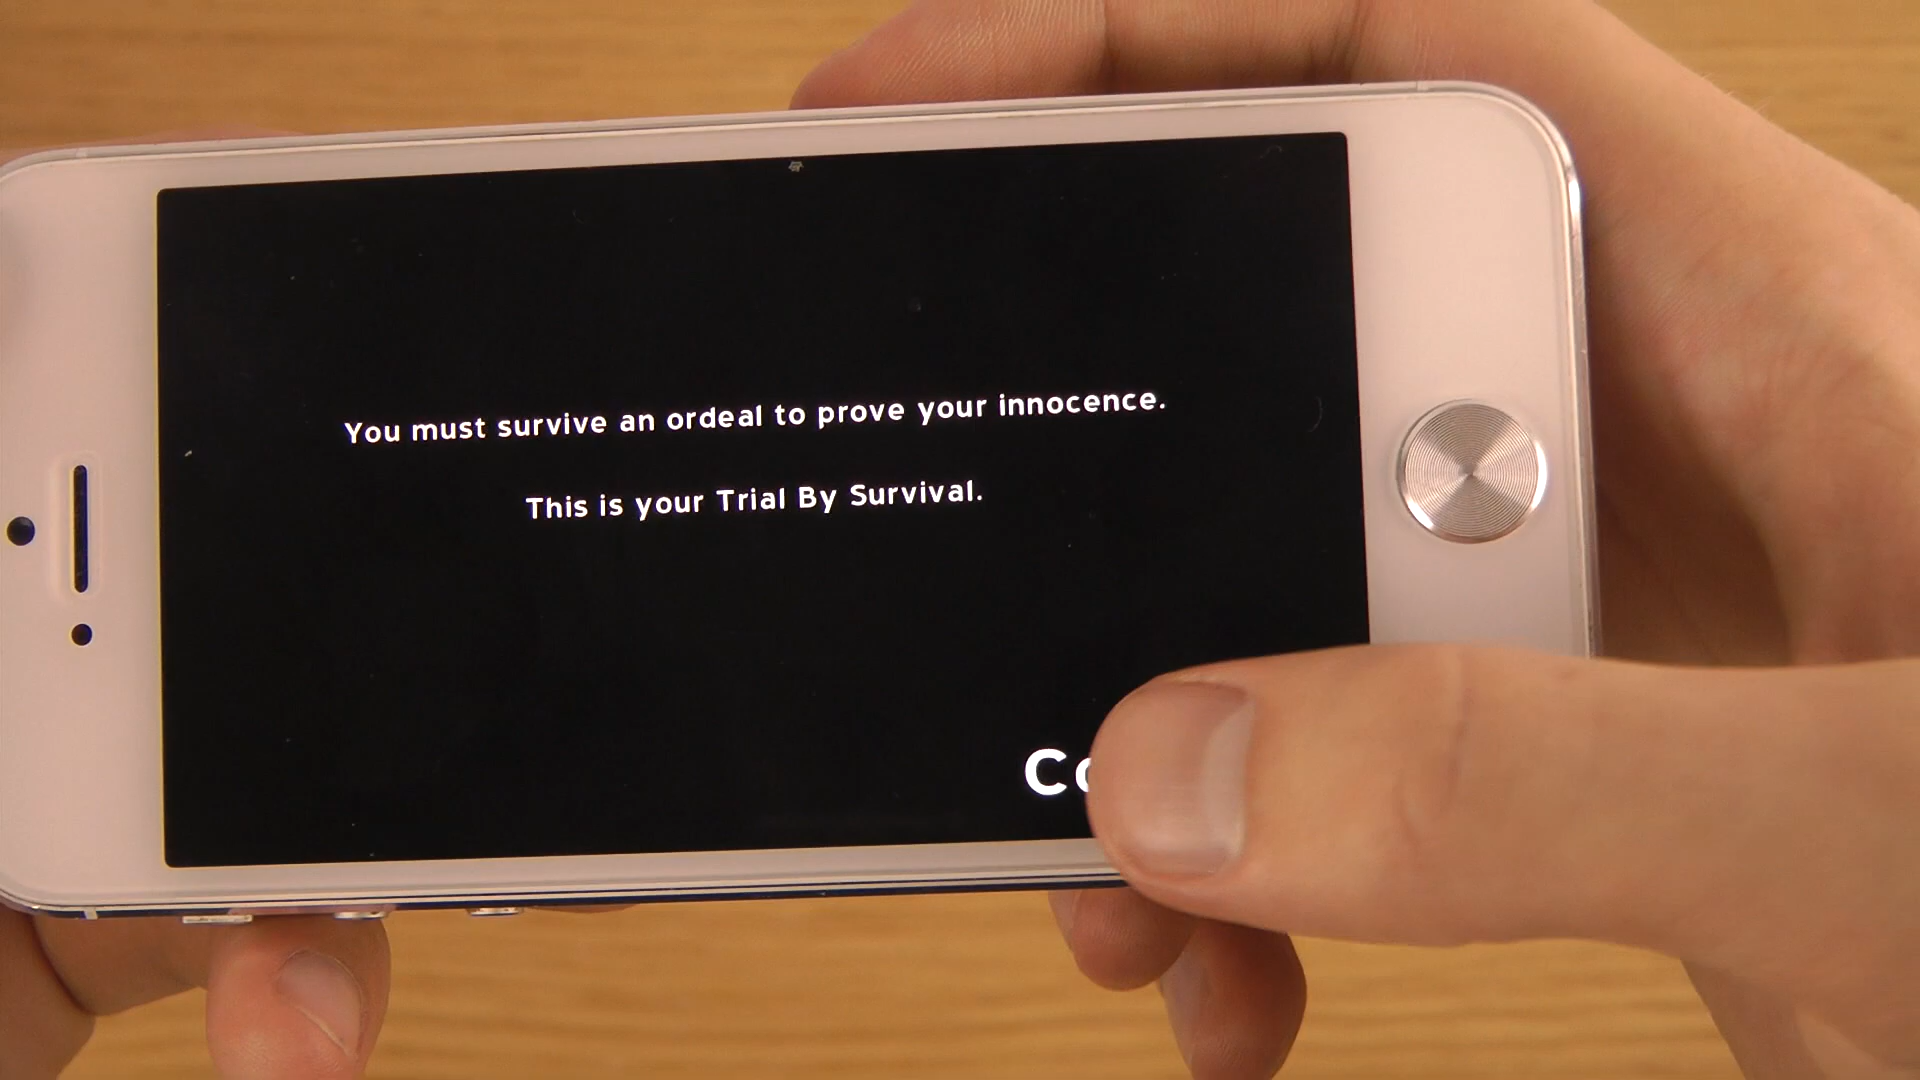 You must survive an ordeal to prove your innocence.
This is your Trial By Survival.